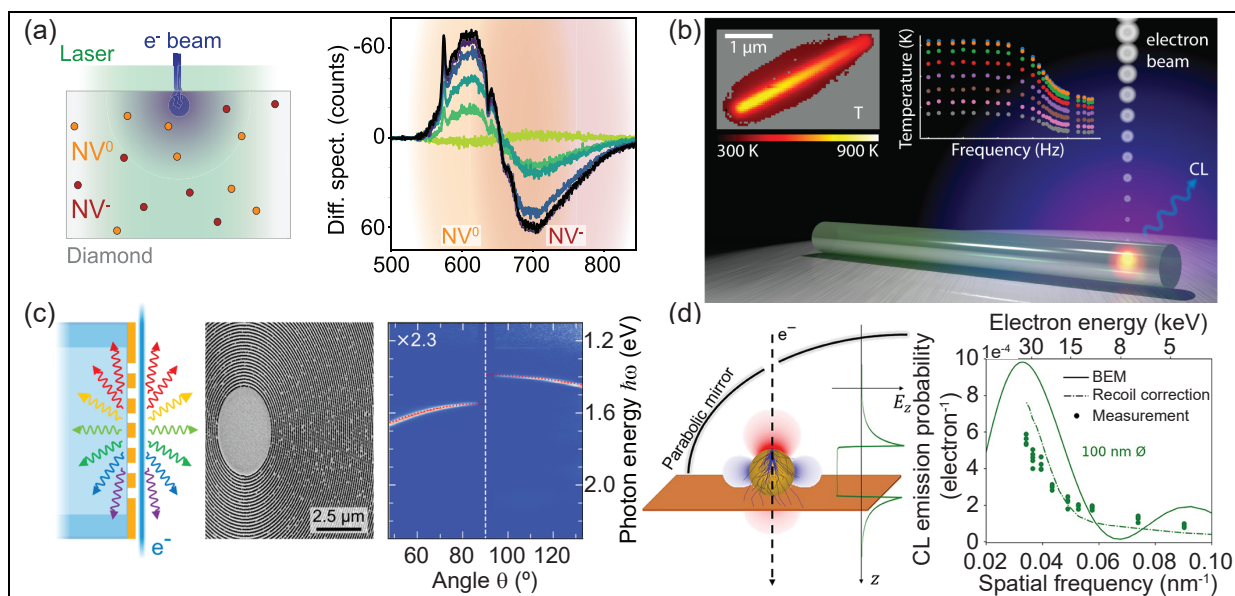 (a)
e⁻ beam
Laser
NV⁰
NV⁻
Diamond
Diff. spect. (counts)
-60
0
60
NV⁰
NV⁻
500
600
700
800
(b)
1 µm
T
300 K
900 K
Temperature (K)
Frequency (Hz)
electron
beam
CL
(c)
e⁻
2.5 µm
×2.3
1.2
1.6
2.0
Photon energy ħω (eV)
60
80
100
120
Angle θ (º)
(d)
e⁻
Parabolic mirror
E_z
z
Electron energy (keV)
30
15
8
5
10⁻⁴
10
8
6
4
2
0
CL emission probability
(electron⁻¹)
BEM
Recoil correction
Measurement
100 nm Ø
0.02
0.04
0.06
0.08
0.10
Spatial frequency (nm⁻¹)